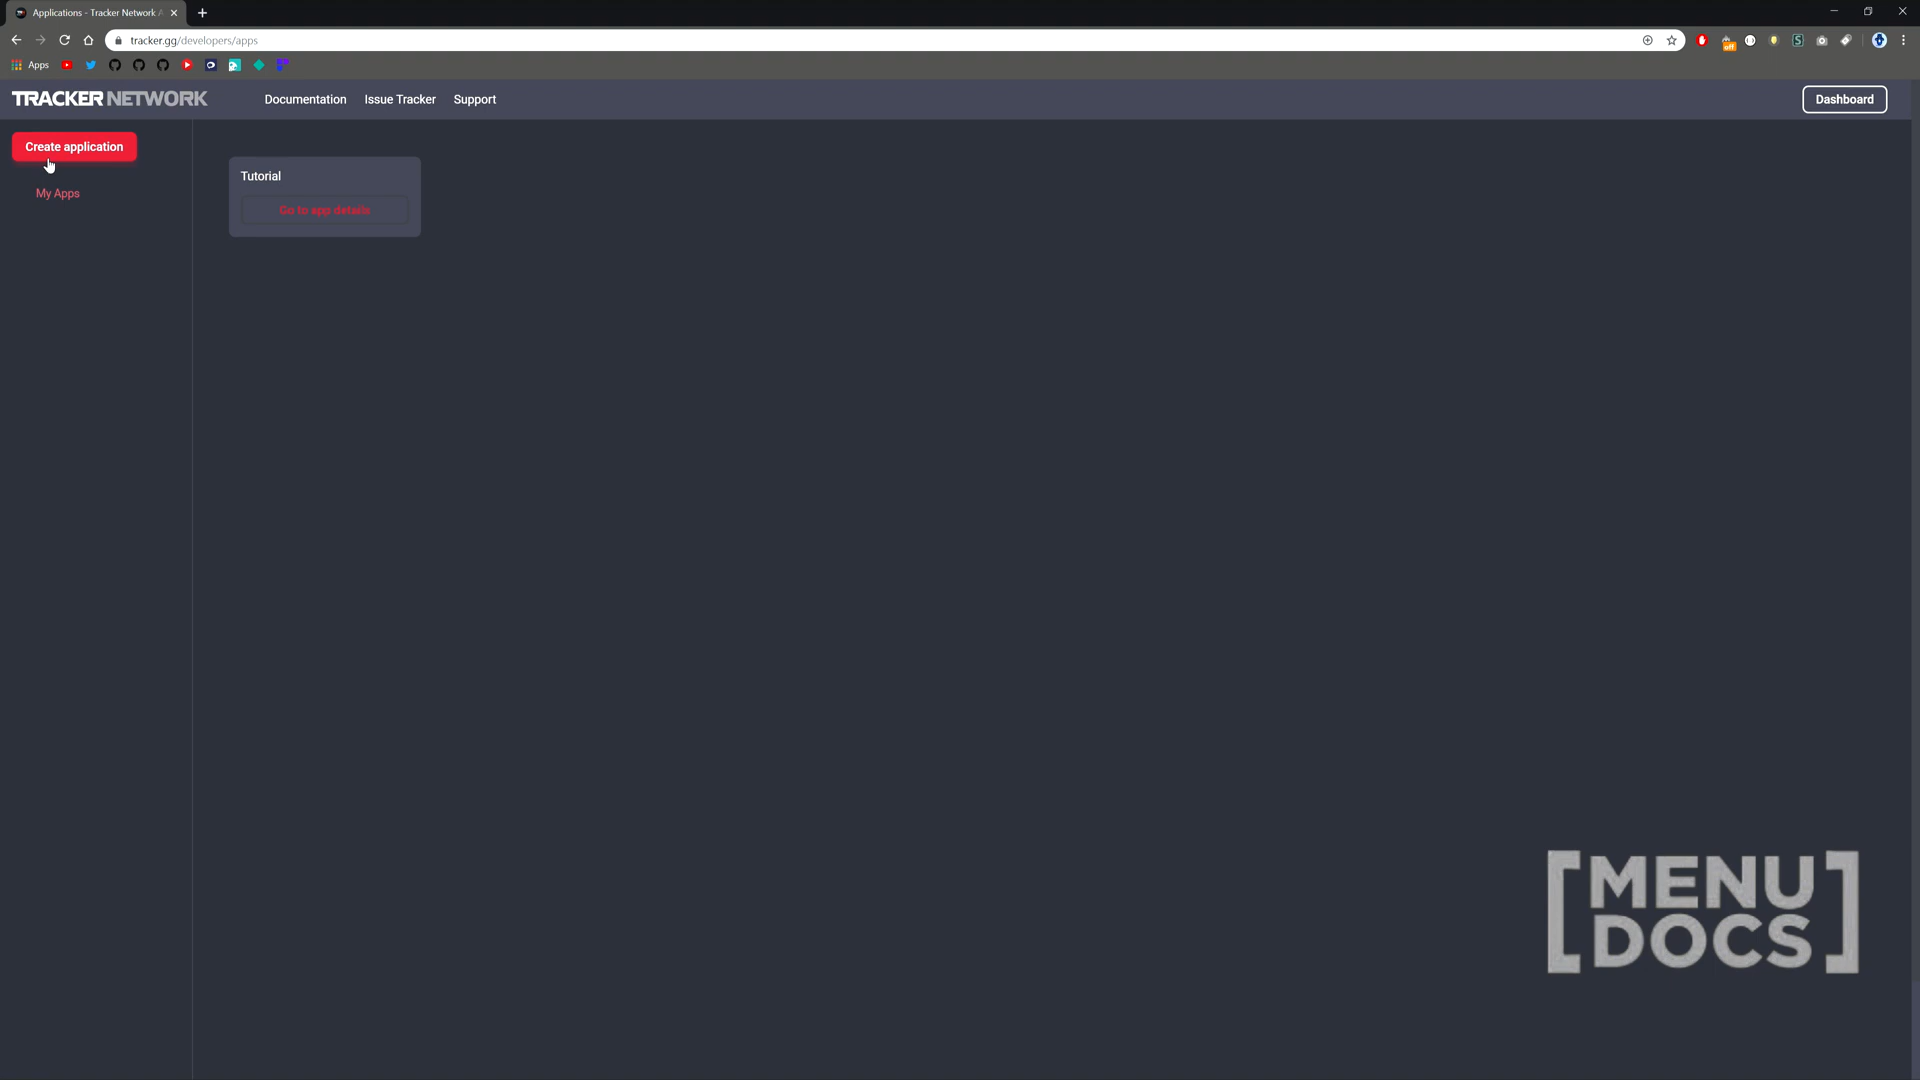 Applications - Tracker Network A
tracker.gg/developers/apps
Apps
off
TRACKER NETWORK
Documentation
Issue Tracker
Support
Dashboard
Create application
My Apps
Tutorial
Go to app details
[MENU
DOCS]